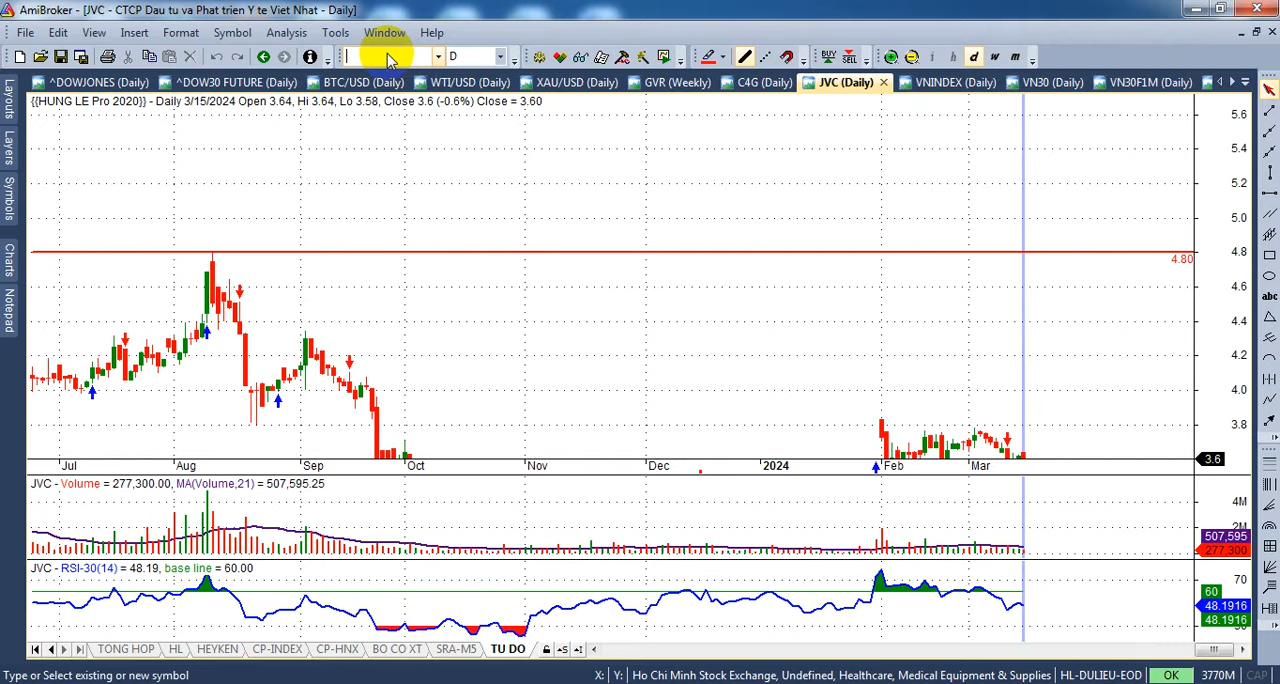 AmiBroker - [JVC - CTCP Dau tu va Phat trien Y te Viet Nhat - Daily]
File Edit View Insert Format Symbol Analysis Tools Window Help
D BUY SELL i h d w m
^DOWJONES (Daily) ^DOW30 FUTURE (Daily) BTC/USD (Daily) WTI/USD (Daily) XAU/USD (Daily) GVR (Weekly) C4G (Daily) JVC (Daily) VNINDEX (Daily) VN30 (Daily) VN30F1M (Daily)
{{HUNG LE Pro 2020}} - Daily 3/15/2024 Open 3.64, Hi 3.64, Lo 3.58, Close 3.6 (-0.6%) Close = 3.60
Layouts
Layers
Symbols
Charts
Notepad
5.6
5.4
5.2
5.0
4.8
4.80
4.6
4.4
4.2
4.0
3.8
3.6
abc
Jul Aug Sep Oct Nov Dec 2024 Feb Mar
JVC - Volume = 277,300.00, MA(Volume,21) = 507,595.25
4M
2M
507,595
277,300
JVC - RSI-30(14) = 48.19, base line = 60.00
70
60
48.1916
48.1916
TONG HOP HL HEYKEN CP-INDEX CP-HNX BO CO XT SRA-M5 TU DO
Type or Select existing or new symbol X: Y: Ho Chi Minh Stock Exchange, Undefined, Healthcare, Medical Equipment & Supplies HL-DULIEU-EOD OK 3770M CAP